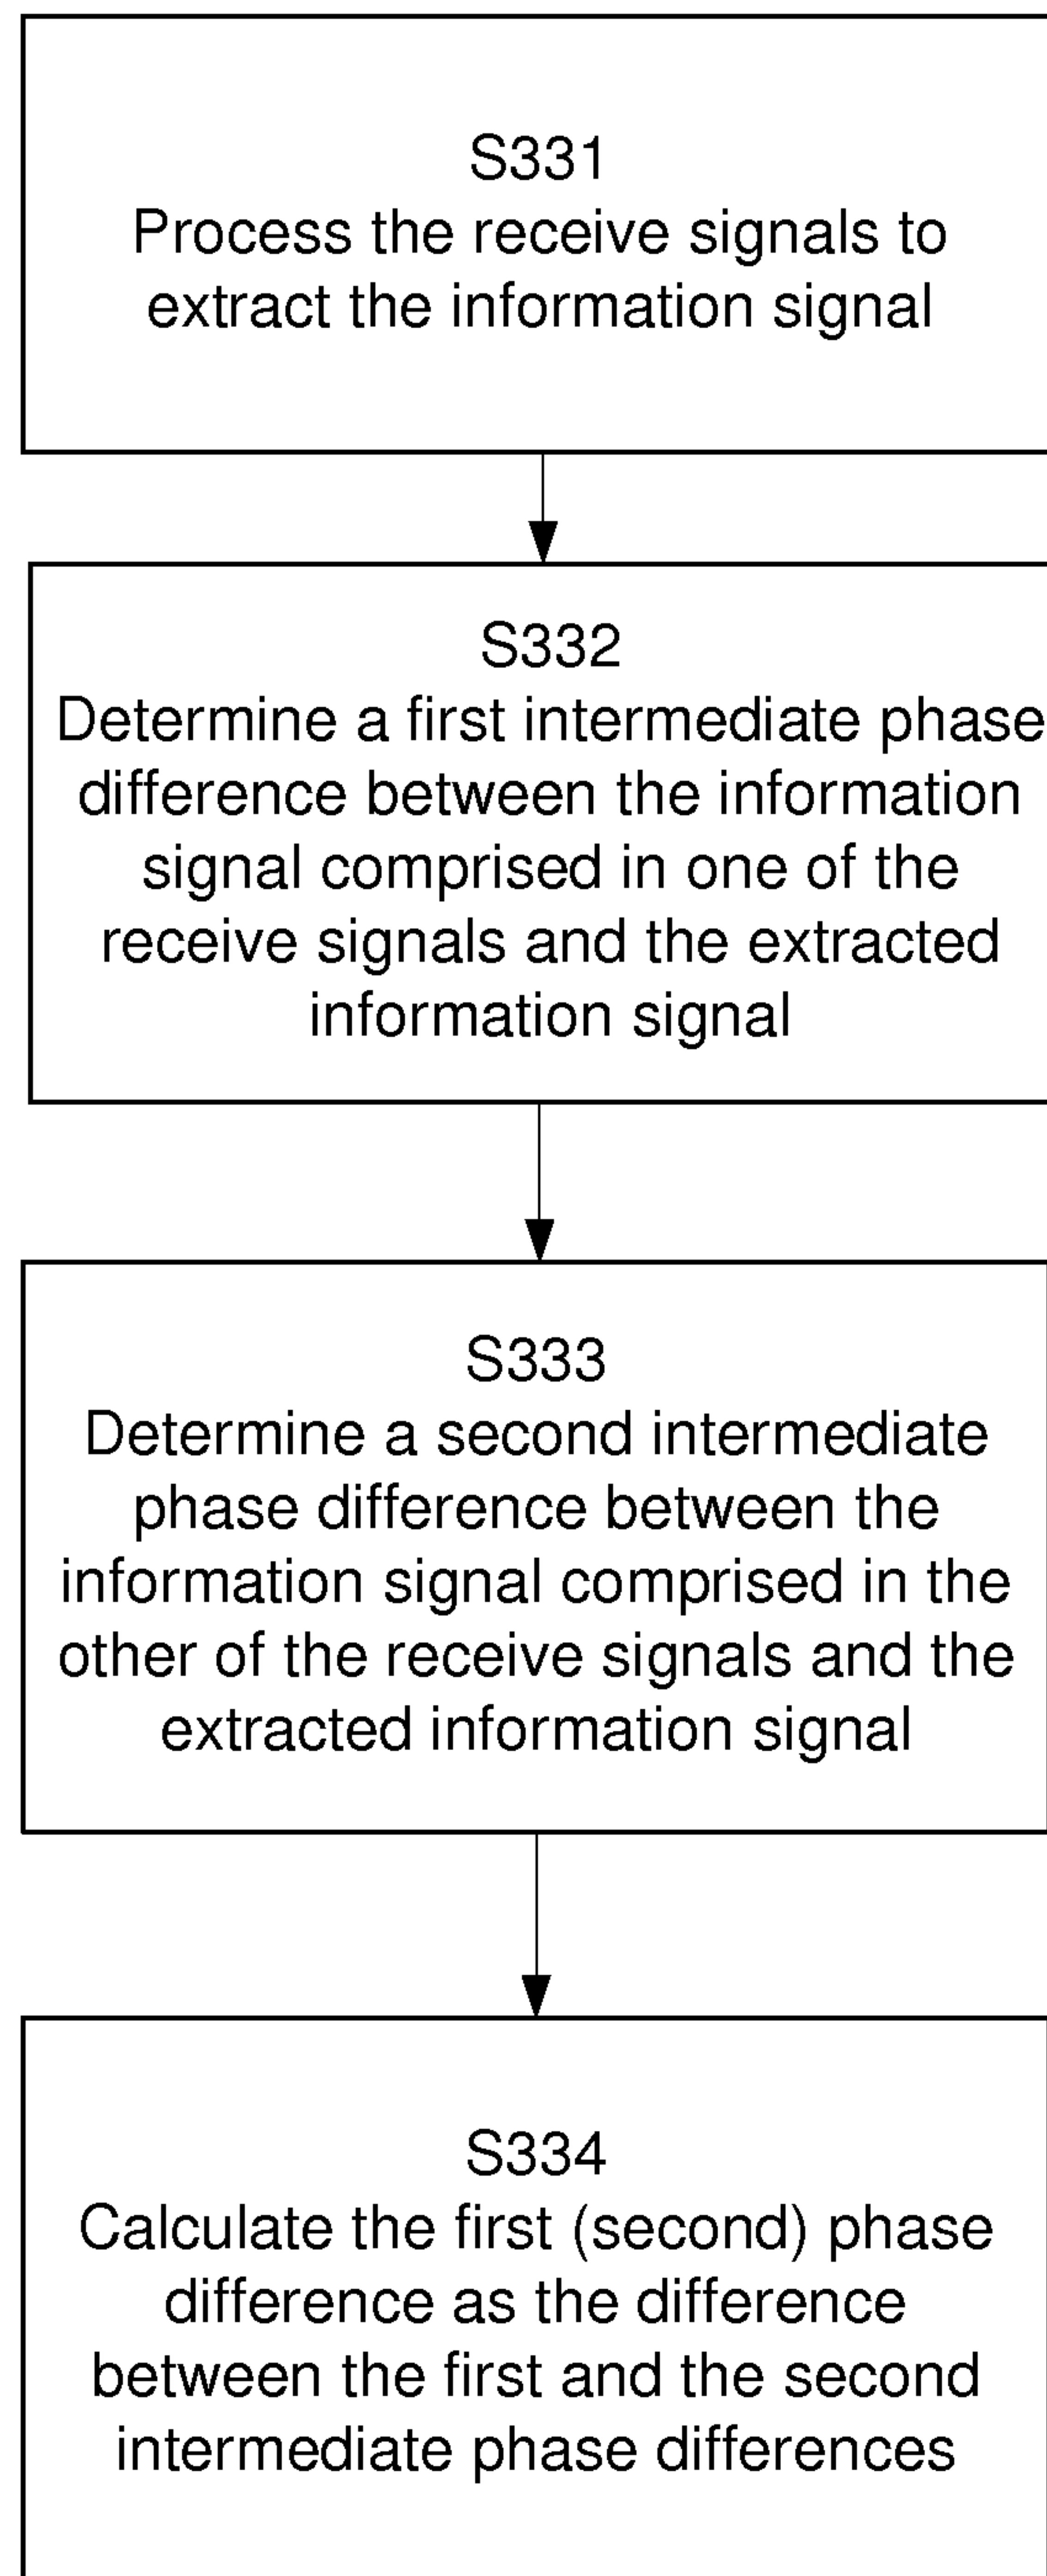 S331
Process the receive signals to
extract the information signal
S332
Determine a first intermediate phase
difference between the information
signal comprised in one of the
receive signals and the extracted
information signal
S333
Determine a second intermediate
phase difference between the
information signal comprised in the
other of the receive signals and the
extracted information signal
S334
Calculate the first (second) phase
difference as the difference
between the first and the second
intermediate phase differences